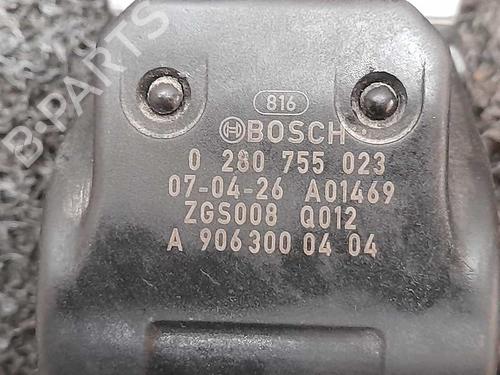 816
BOSCH
0 280 755 023
07-04-26 A01469
ZGS008 Q012
A 906 300 04 04
B-PARTS